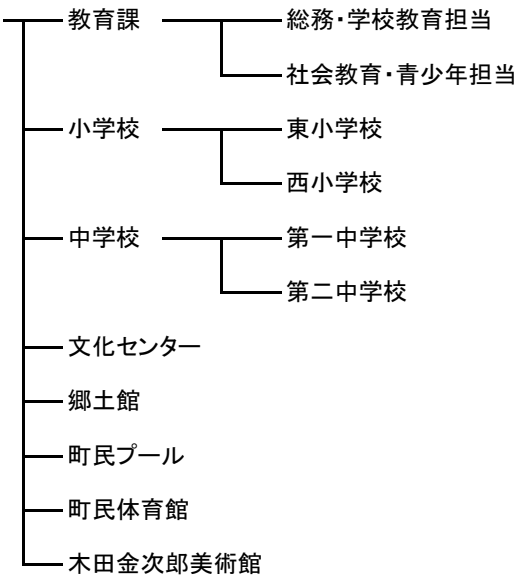 教育課
総務・学校教育担当
社会教育・青少年担当
小学校
東小学校
西小学校
中学校
第一中学校
第二中学校
文化センター
郷土館
町民プール
町民体育館
木田金次郎美術館